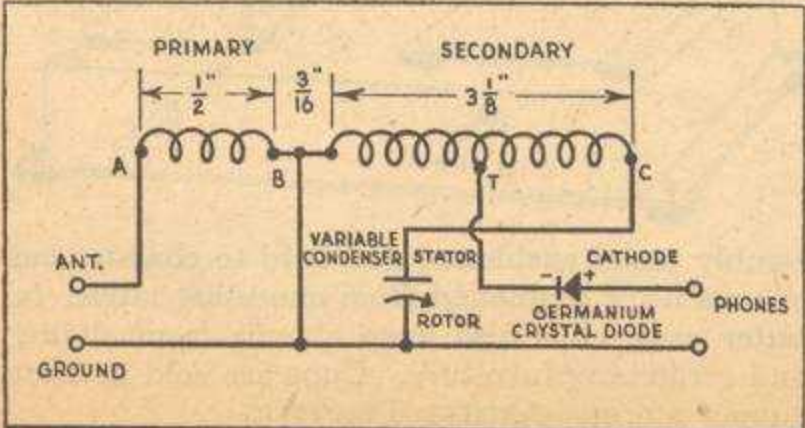 PRIMARY SECONDARY
1/2" 3/16" 3 1/8"
A B T C
VARIABLE CONDENSER STATOR CATHODE
ANT. - +
ROTOR GERMANIUM CRYSTAL DIODE PHONES
GROUND